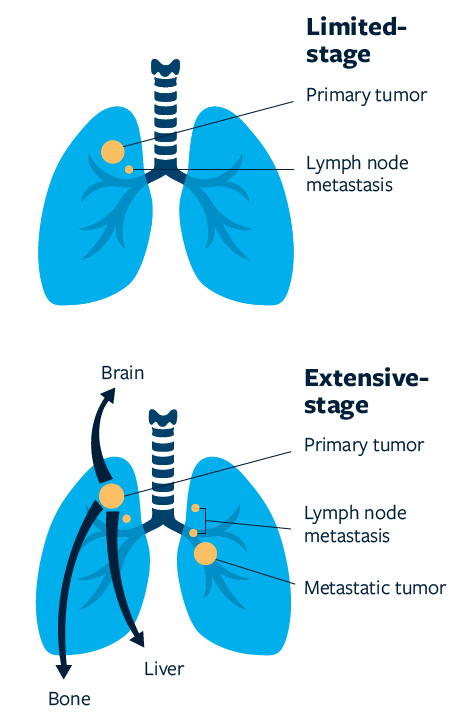 Limited-
stage
Primary tumor
Lymph node
metastasis
Brain
Extensive-
stage
Primary tumor
Lymph node
metastasis
Metastatic tumor
Liver
Bone